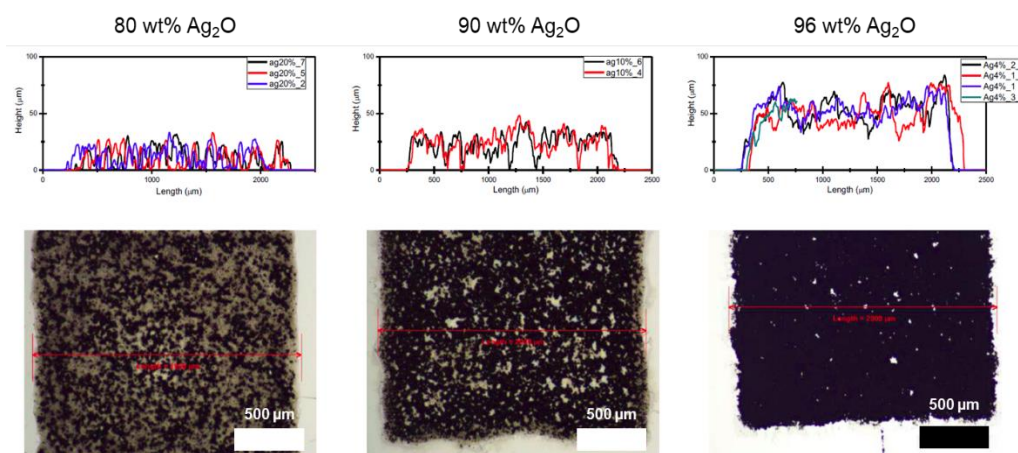 80 wt% Ag₂O
90 wt% Ag₂O
96 wt% Ag₂O
100
50
0
Height (µm)
0
1000
2000
Length (µm)
ag20%_7
ag20%_5
ag20%_2
100
50
0
Height (µm)
0
500
1000
1500
2000
2500
Length (µm)
ag10%_6
ag10%_4
100
50
0
Height (µm)
0
500
1000
1500
2000
2500
Length (µm)
Ag4%_2_
Ag4%_1_
Ag4%_1
Ag4%_3_
500 µm
500 µm
500 µm